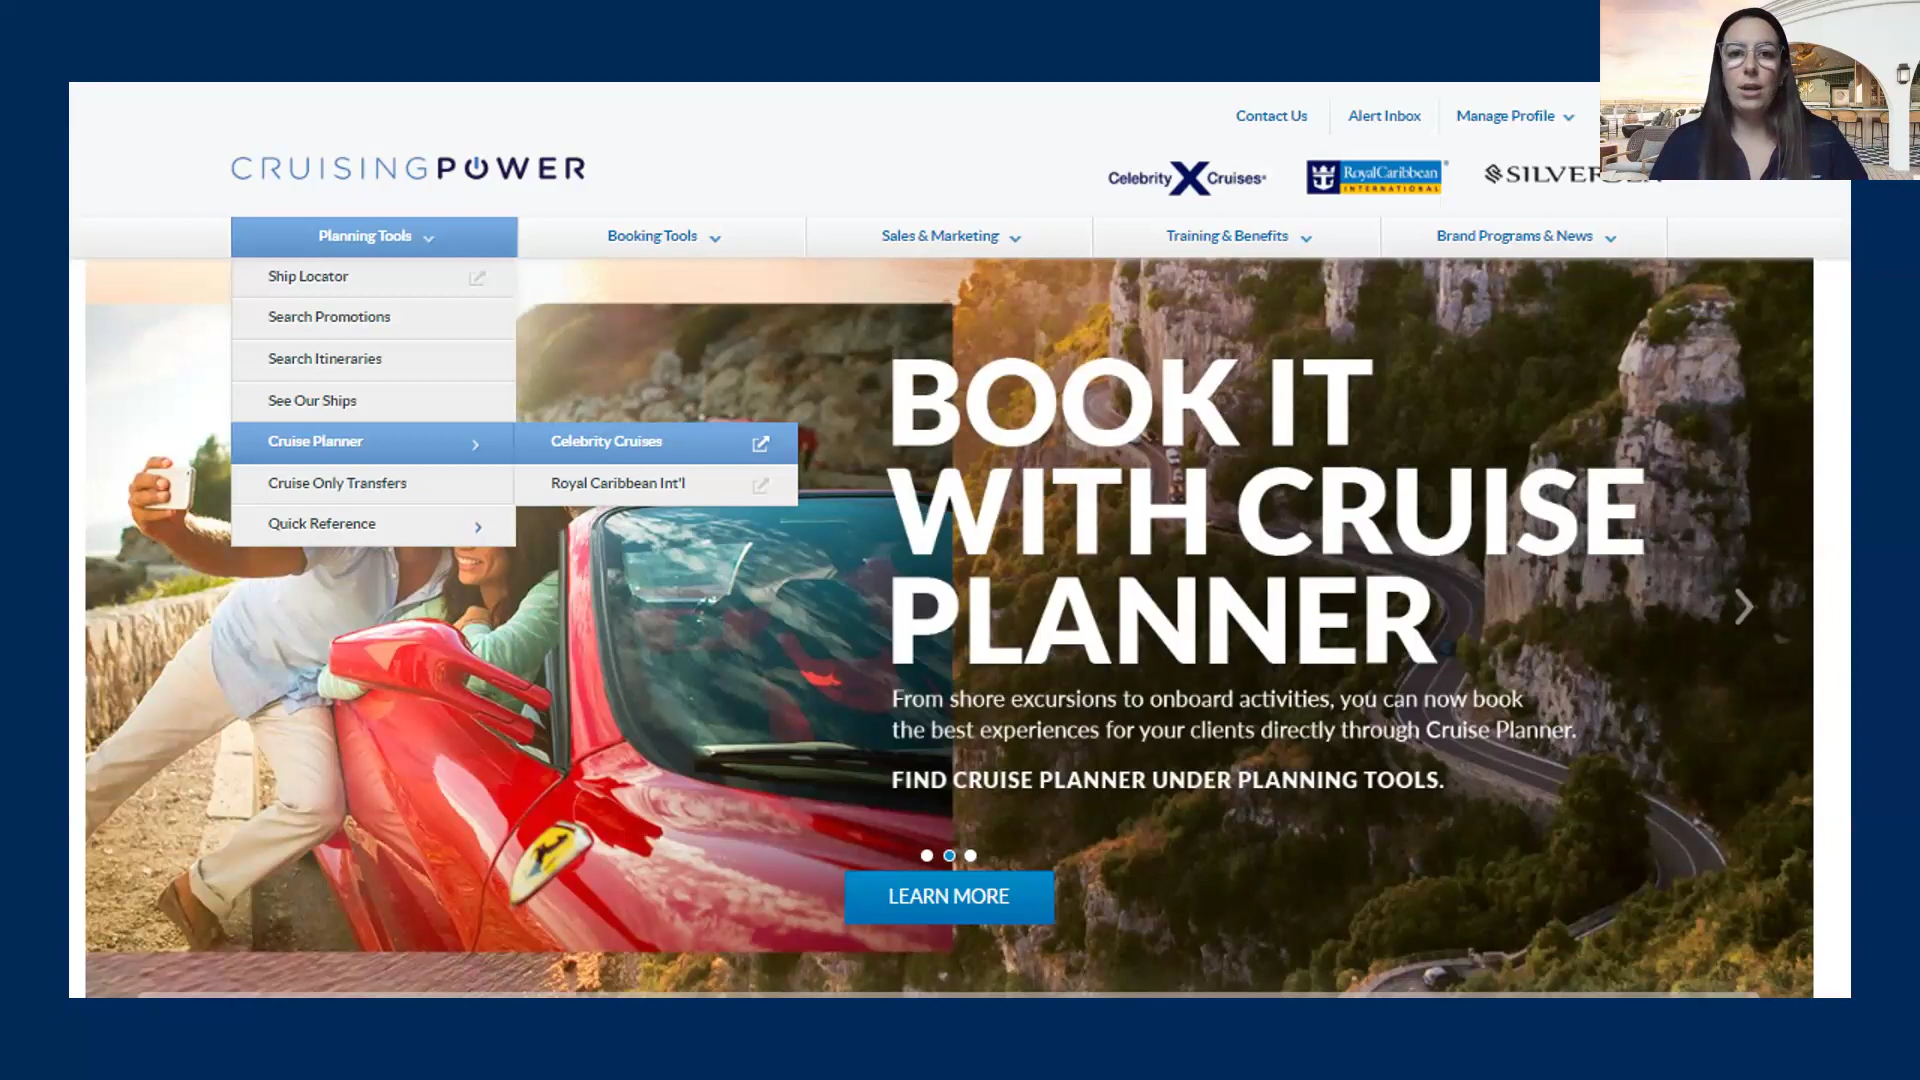 Contact Us
Alert Inbox
Manage Profile
CRUISINGPOWER
Celebrity X Cruises
RoyalCaribbean
INTERNATIONAL
Planning Tools
Booking Tools
Sales & Marketing
Training & Benefits
Brand Programs & News
Ship Locator
Search Promotions
Search Itineraries
See Our Ships
Cruise Planner
Celebrity Cruises
Cruise Only Transfers
Royal Caribbean Int'l
Quick Reference
BOOK IT
WITH CRUISE
PLANNER
From shore excursions to onboard activities, you can now book
the best experiences for your clients directly through Cruise Planner.
FIND CRUISE PLANNER UNDER PLANNING TOOLS.
LEARN MORE